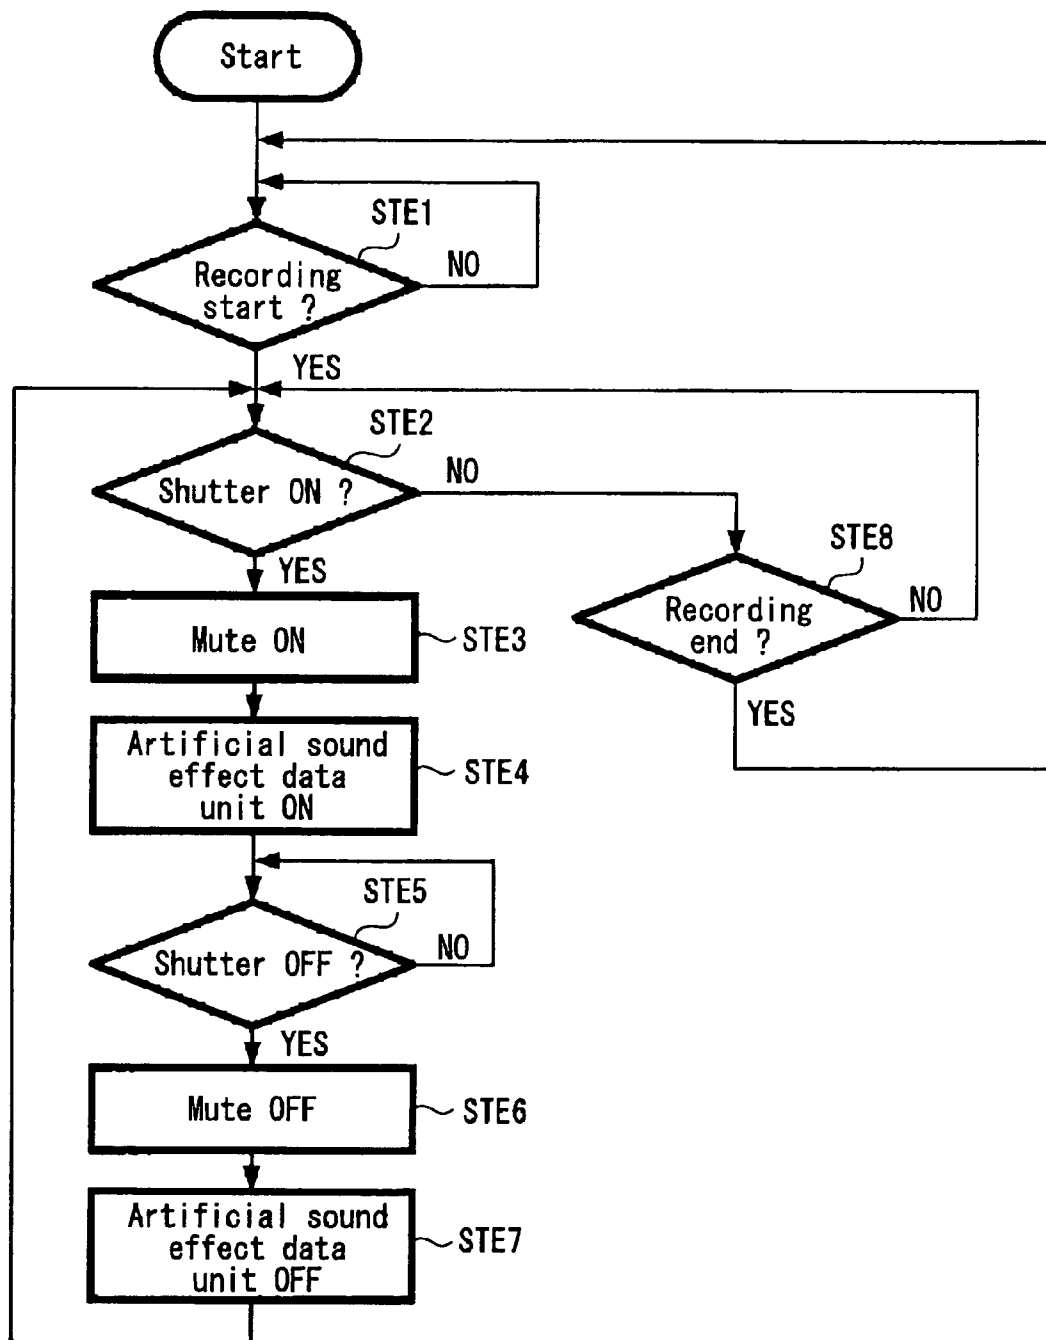 Start
STE1
NO
Recording
start ?
YES
STE2
NO
Shutter ON ?
YES
STE8
NO
Recording
end ?
YES
Mute ON
STE3
Artificial sound
effect data
unit ON
STE4
STE5
NO
Shutter OFF ?
YES
Mute OFF
STE6
Artificial sound
effect data
unit OFF
STE7